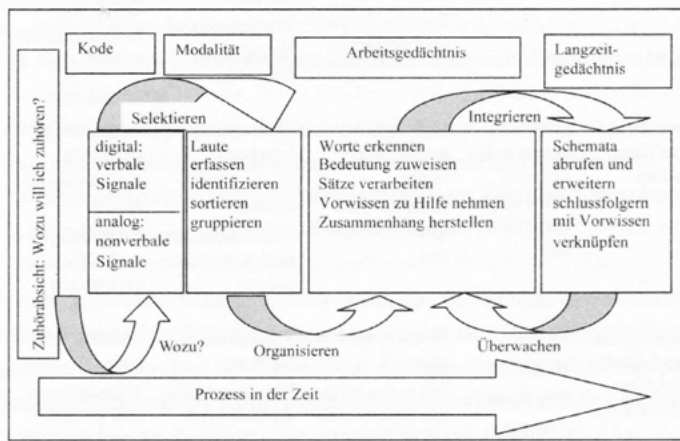 Zuhörabsicht: Wozu will ich zuhören?
Kode
Modalität
Arbeitsgedächtnis
Langzeit-
gedächtnis
Selektieren
Integrieren
digital:
verbale
Signale
analog:
nonverbale
Signale
Laute
erfassen
identifizieren
sortieren
gruppieren
Worte erkennen
Bedeutung zuweisen
Sätze verarbeiten
Vorwissen zu Hilfe nehmen
Zusammenhang herstellen
Schemata
abrufen und
erweitern
schlussfolgern
mit Vorwissen
verknüpfen
Wozu?
Organisieren
Überwachen
Prozess in der Zeit